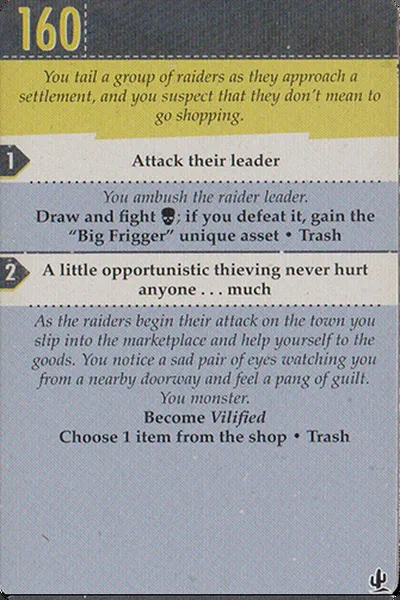 160
You tail a group of raiders as they approach a
settlement, and you suspect that they don't mean to
go shopping.
1
Attack their leader
You ambush the raider leader.
Draw and fight ; if you defeat it, gain the
"Big Frigger" unique asset • Trash
2
A little opportunistic thieving never hurt
anyone . . . much
As the raiders begin their attack on the town you
slip into the marketplace and help yourself to the
goods. You notice a sad pair of eyes watching you
from a nearby doorway and feel a pang of guilt.
You monster.
Become Vilified
Choose 1 item from the shop • Trash